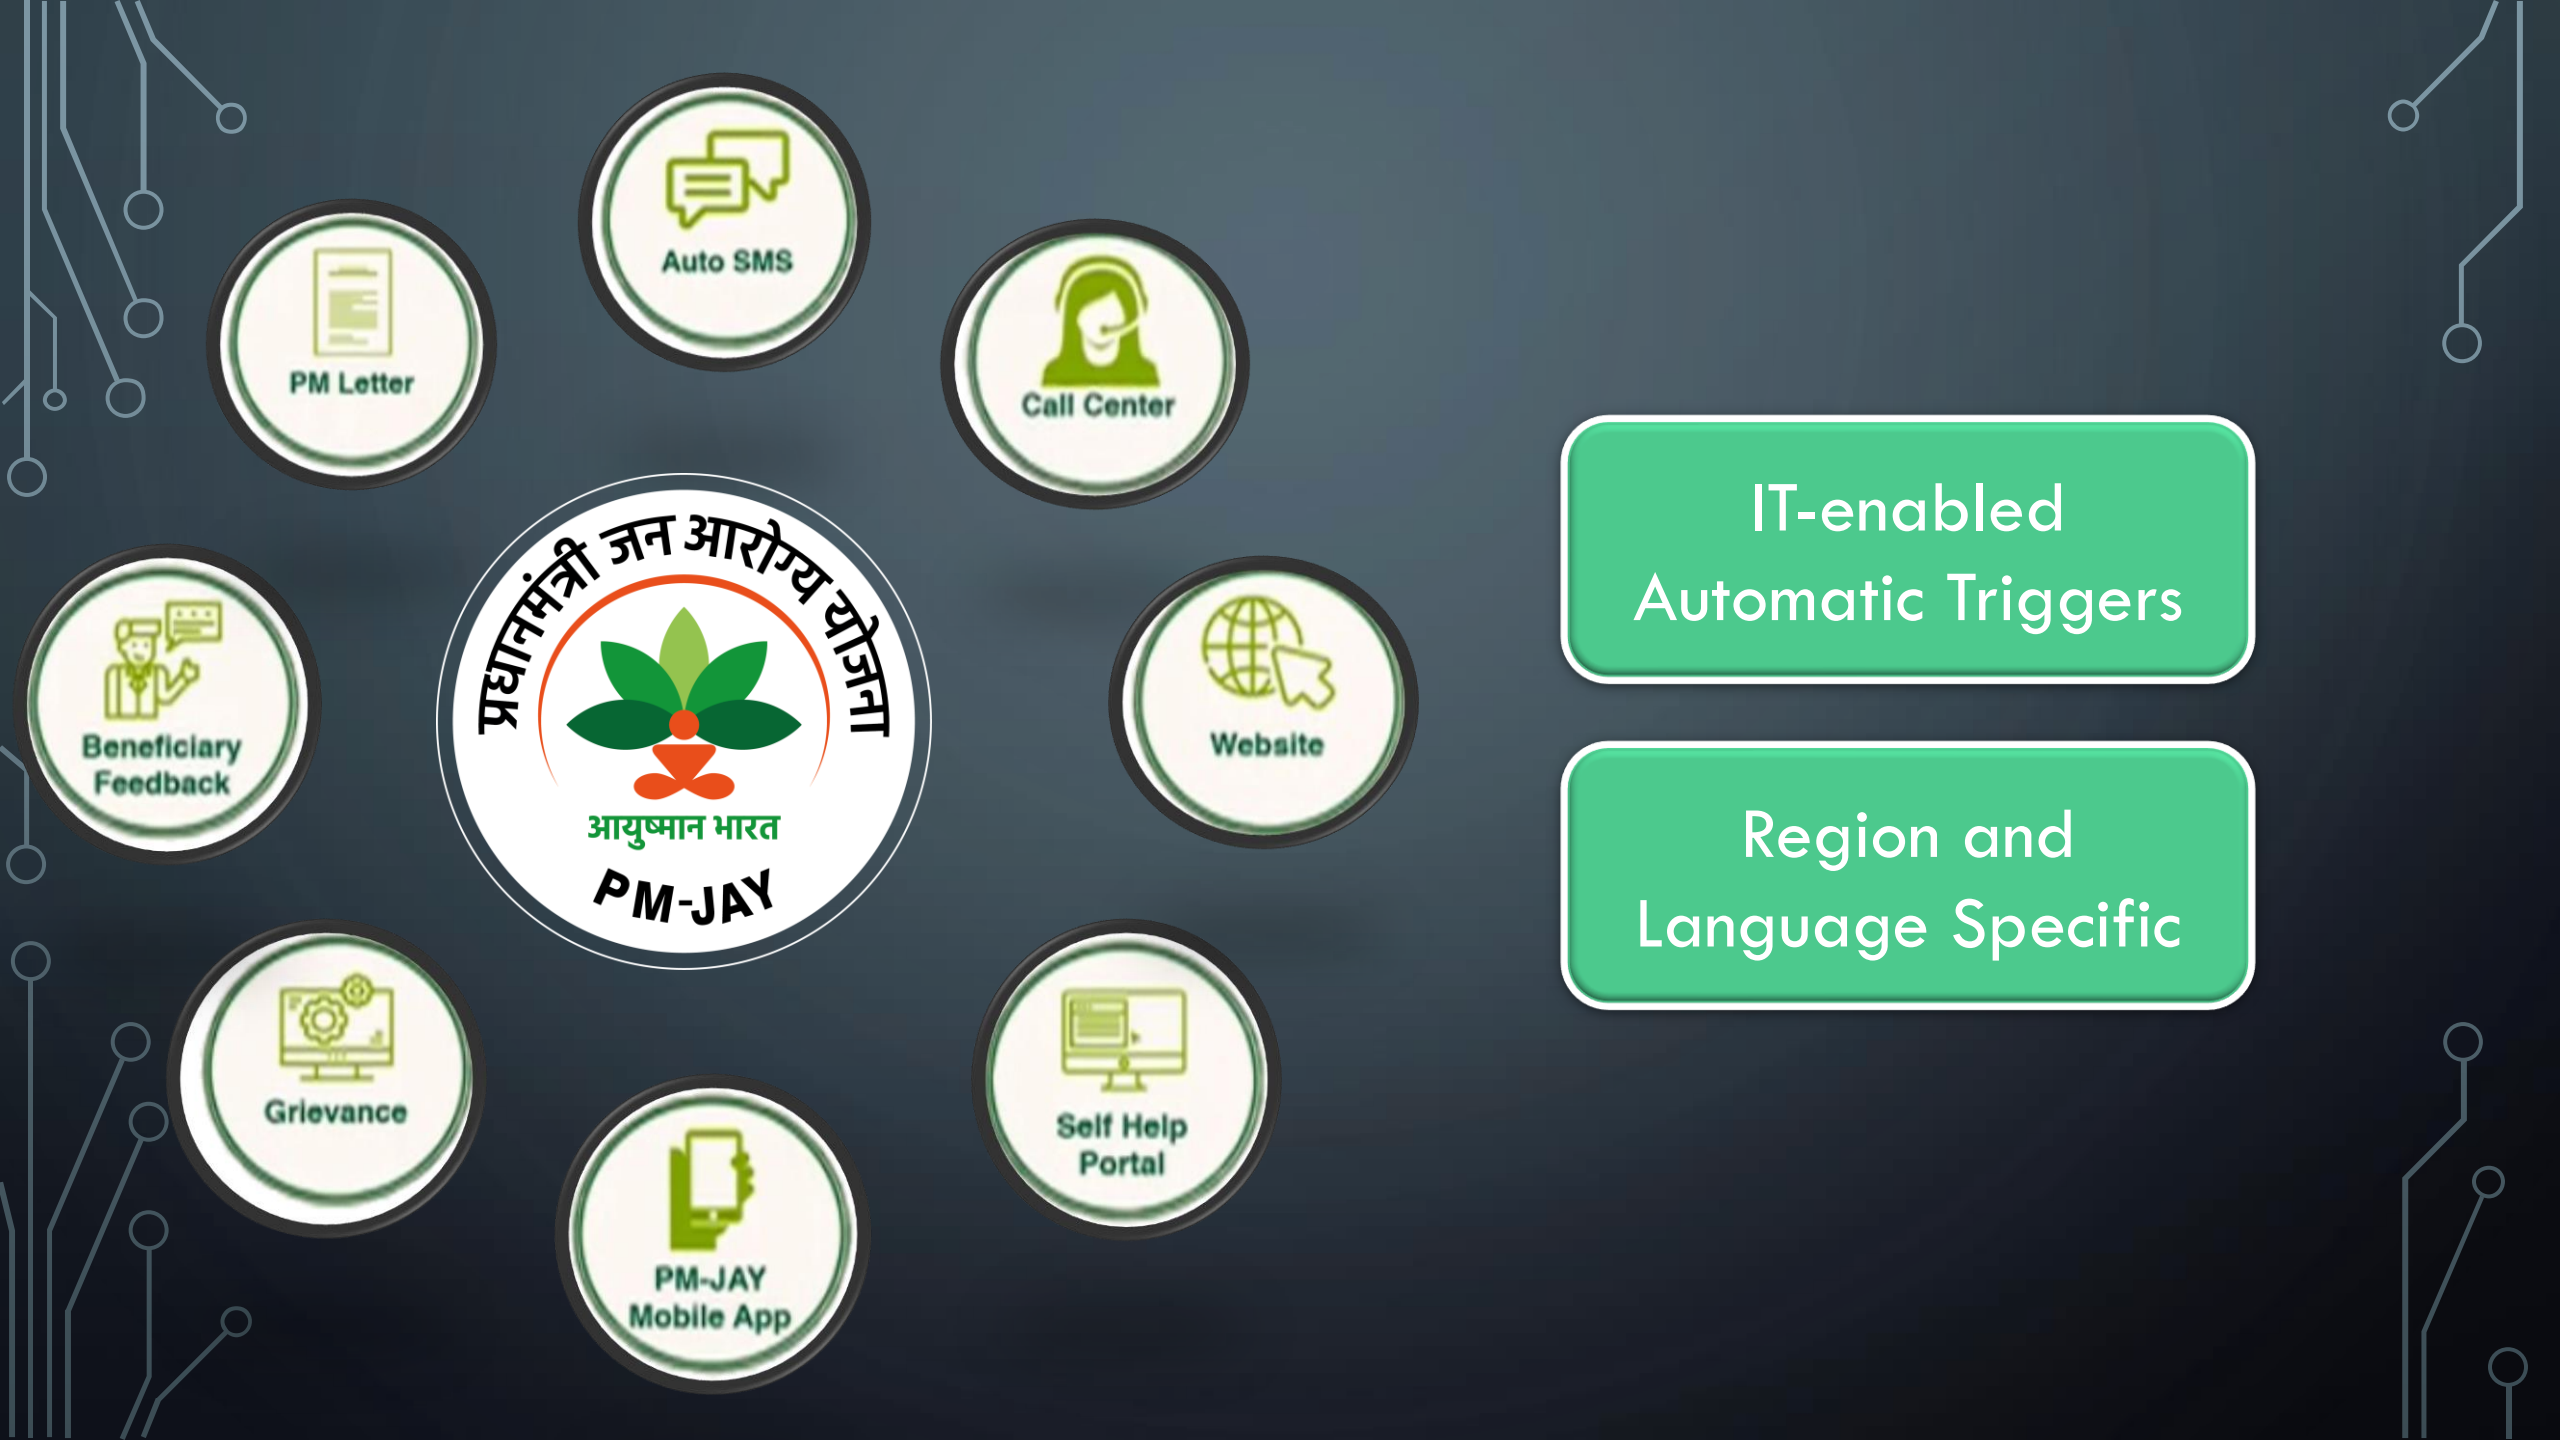 Auto SMS
PM Letter
Call Center
प्रधानमंत्री जन आरोग्य योजना
आयुष्मान भारत
PM-JAY
Beneficiary
Feedback
Website
Grievance
Self Help
Portal
PM-JAY
Mobile App
IT-enabled
Automatic Triggers
Region and
Language Specific